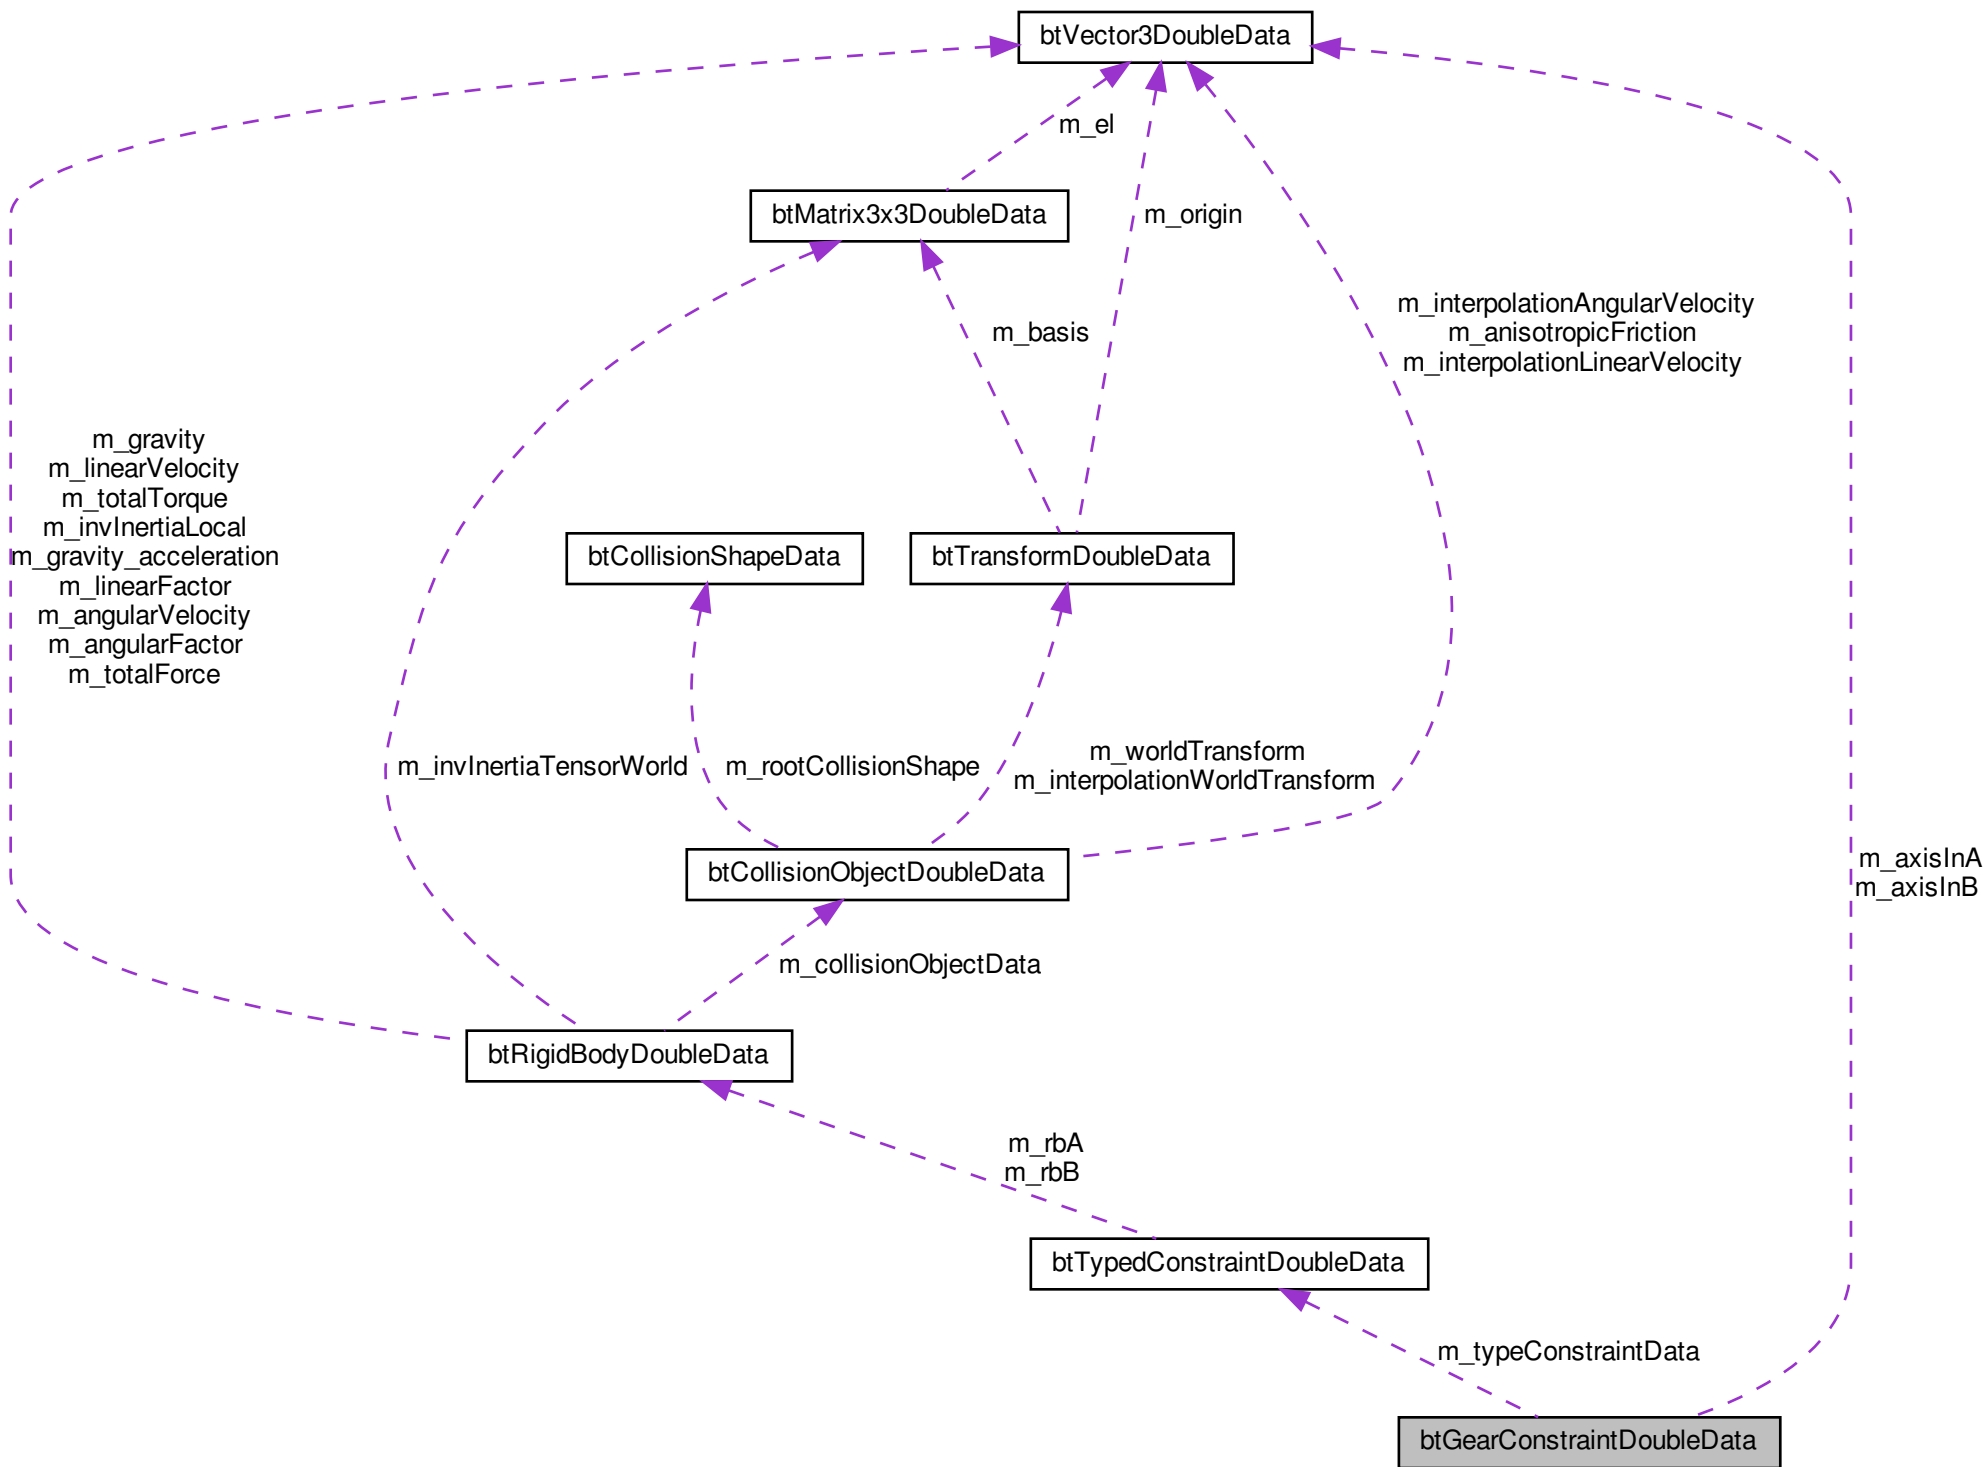 btVector3DoubleData
m_el
btMatrix3x3DoubleData
m_origin
m_interpolationAngularVelocity
m_anisotropicFriction
m_interpolationLinearVelocity
m_basis
m_gravity
m_linearVelocity
m_totalTorque
m_invInertiaLocal
m_gravity_acceleration
m_linearFactor
m_angularVelocity
m_angularFactor
m_totalForce
btCollisionShapeData
btTransformDoubleData
m_invInertiaTensorWorld
m_rootCollisionShape
m_worldTransform
m_interpolationWorldTransform
btCollisionObjectDoubleData
m_axisInA
m_axisInB
m_collisionObjectData
btRigidBodyDoubleData
m_rbA
m_rbB
btTypedConstraintDoubleData
m_typeConstraintData
btGearConstraintDoubleData